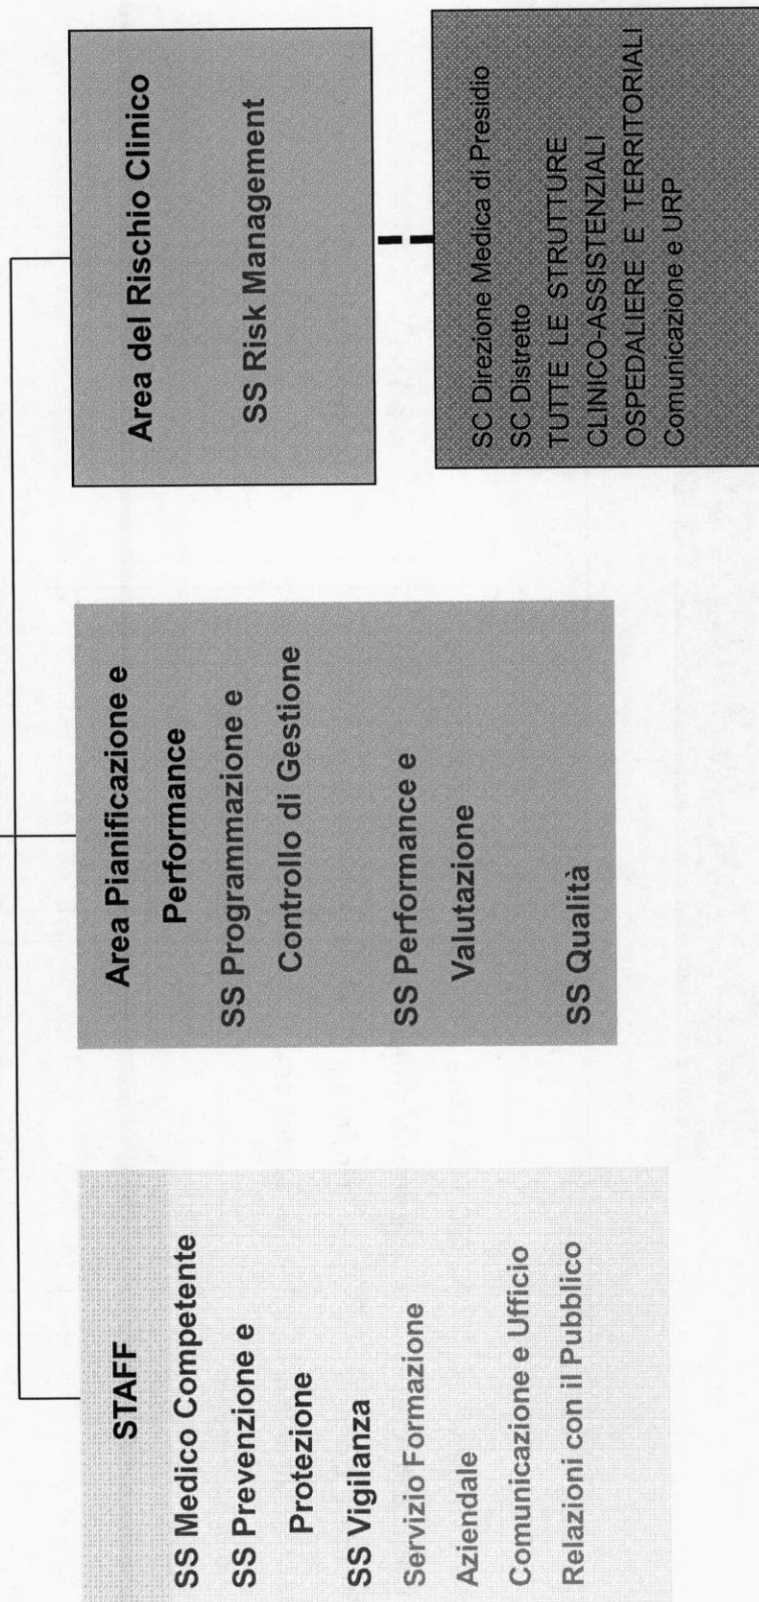 STAFF
SS Medico Competente
SS Prevenzione e
Protezione
SS Vigilanza
Servizio Formazione
Aziendale
Comunicazione e Ufficio
Relazioni con il Pubblico
Area Pianificazione e
Performance
SS Programmazione e
Controllo di Gestione
SS Performance e
Valutazione
SS Qualità
Area del Rischio Clinico
SS Risk Management
SC Direzione Medica di Presidio
SC Distretto
TUTTE LE STRUTTURE
CLINICO-ASSISTENZIALI
OSPEDALIERE E TERRITORIALI
Comunicazione e URP